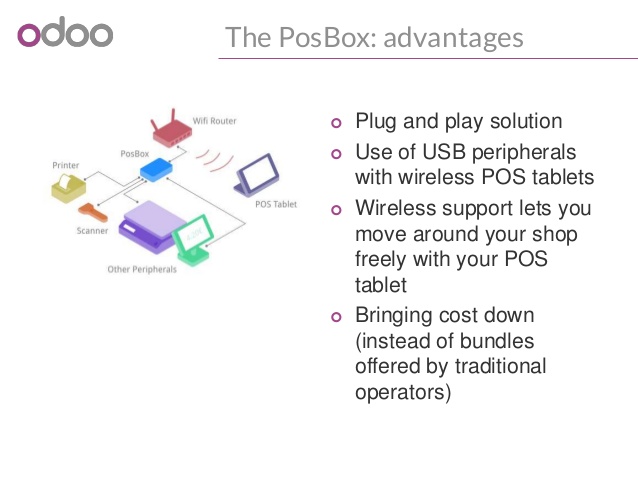 odoo
The PosBox: advantages
Wifi Router
PosBox
Printer
POS Tablet
Scanner
Other Peripherals
Plug and play solution
Use of USB peripherals
with wireless POS tablets
Wireless support lets you
move around your shop
freely with your POS
tablet
Bringing cost down
(instead of bundles
offered by traditional
operators)